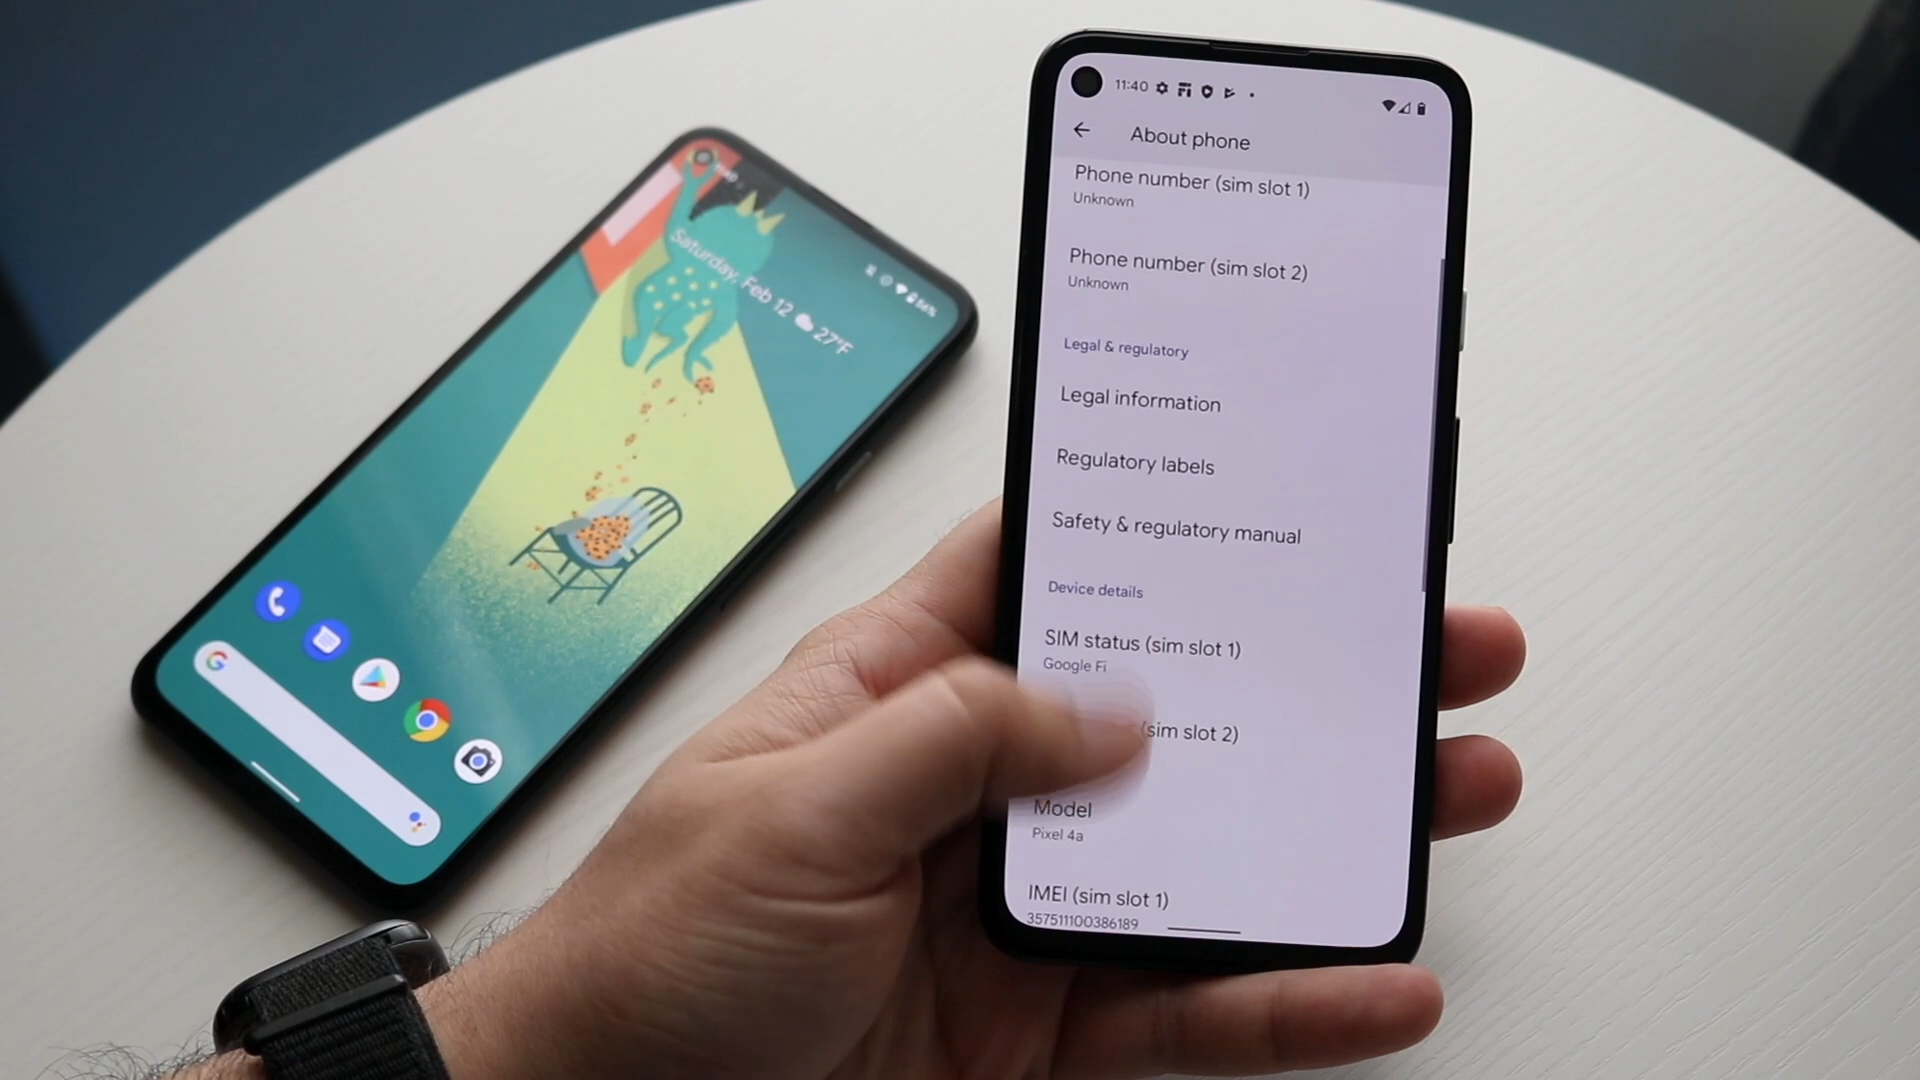 Saturday, Feb 12 27°F
11:40
About phone
Phone number (sim slot 1)
Unknown
Phone number (sim slot 2)
Unknown
Legal & regulatory
Legal information
Regulatory labels
Safety & regulatory manual
Device details
SIM status (sim slot 1)
Google Fi
(sim slot 2)
Model
Pixel 4a
IMEI (sim slot 1)
357511100386189